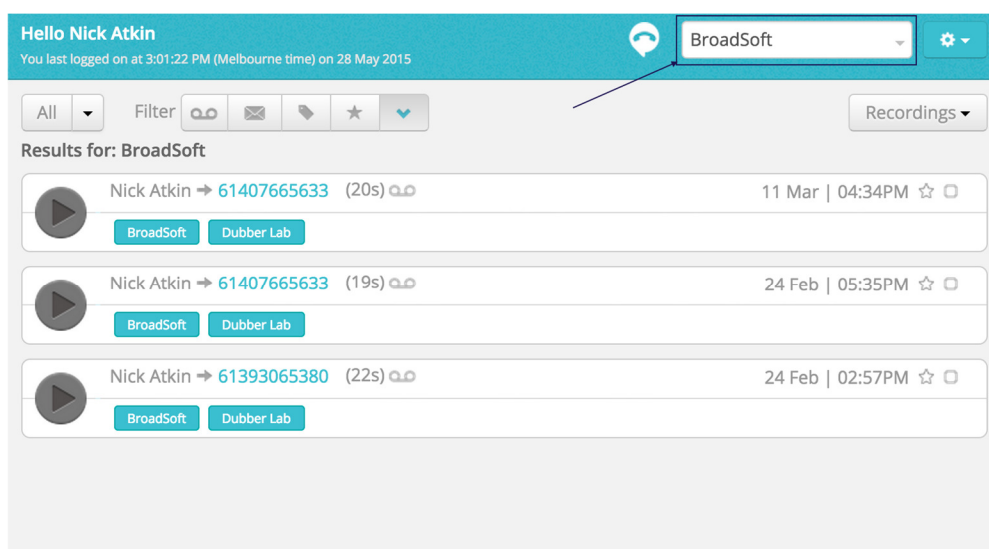 Hello Nick Atkin
BroadSoft
You last logged on at 3:01:22 PM (Melbourne time) on 28 May 2015
All Filter Recordings
Results for: BroadSoft
Nick Atkin → 61407665633 (20s) 11 Mar | 04:34PM
BroadSoft Dubber Lab
Nick Atkin → 61407665633 (19s) 24 Feb | 05:35PM
BroadSoft Dubber Lab
Nick Atkin → 61393065380 (22s) 24 Feb | 02:57PM
BroadSoft Dubber Lab